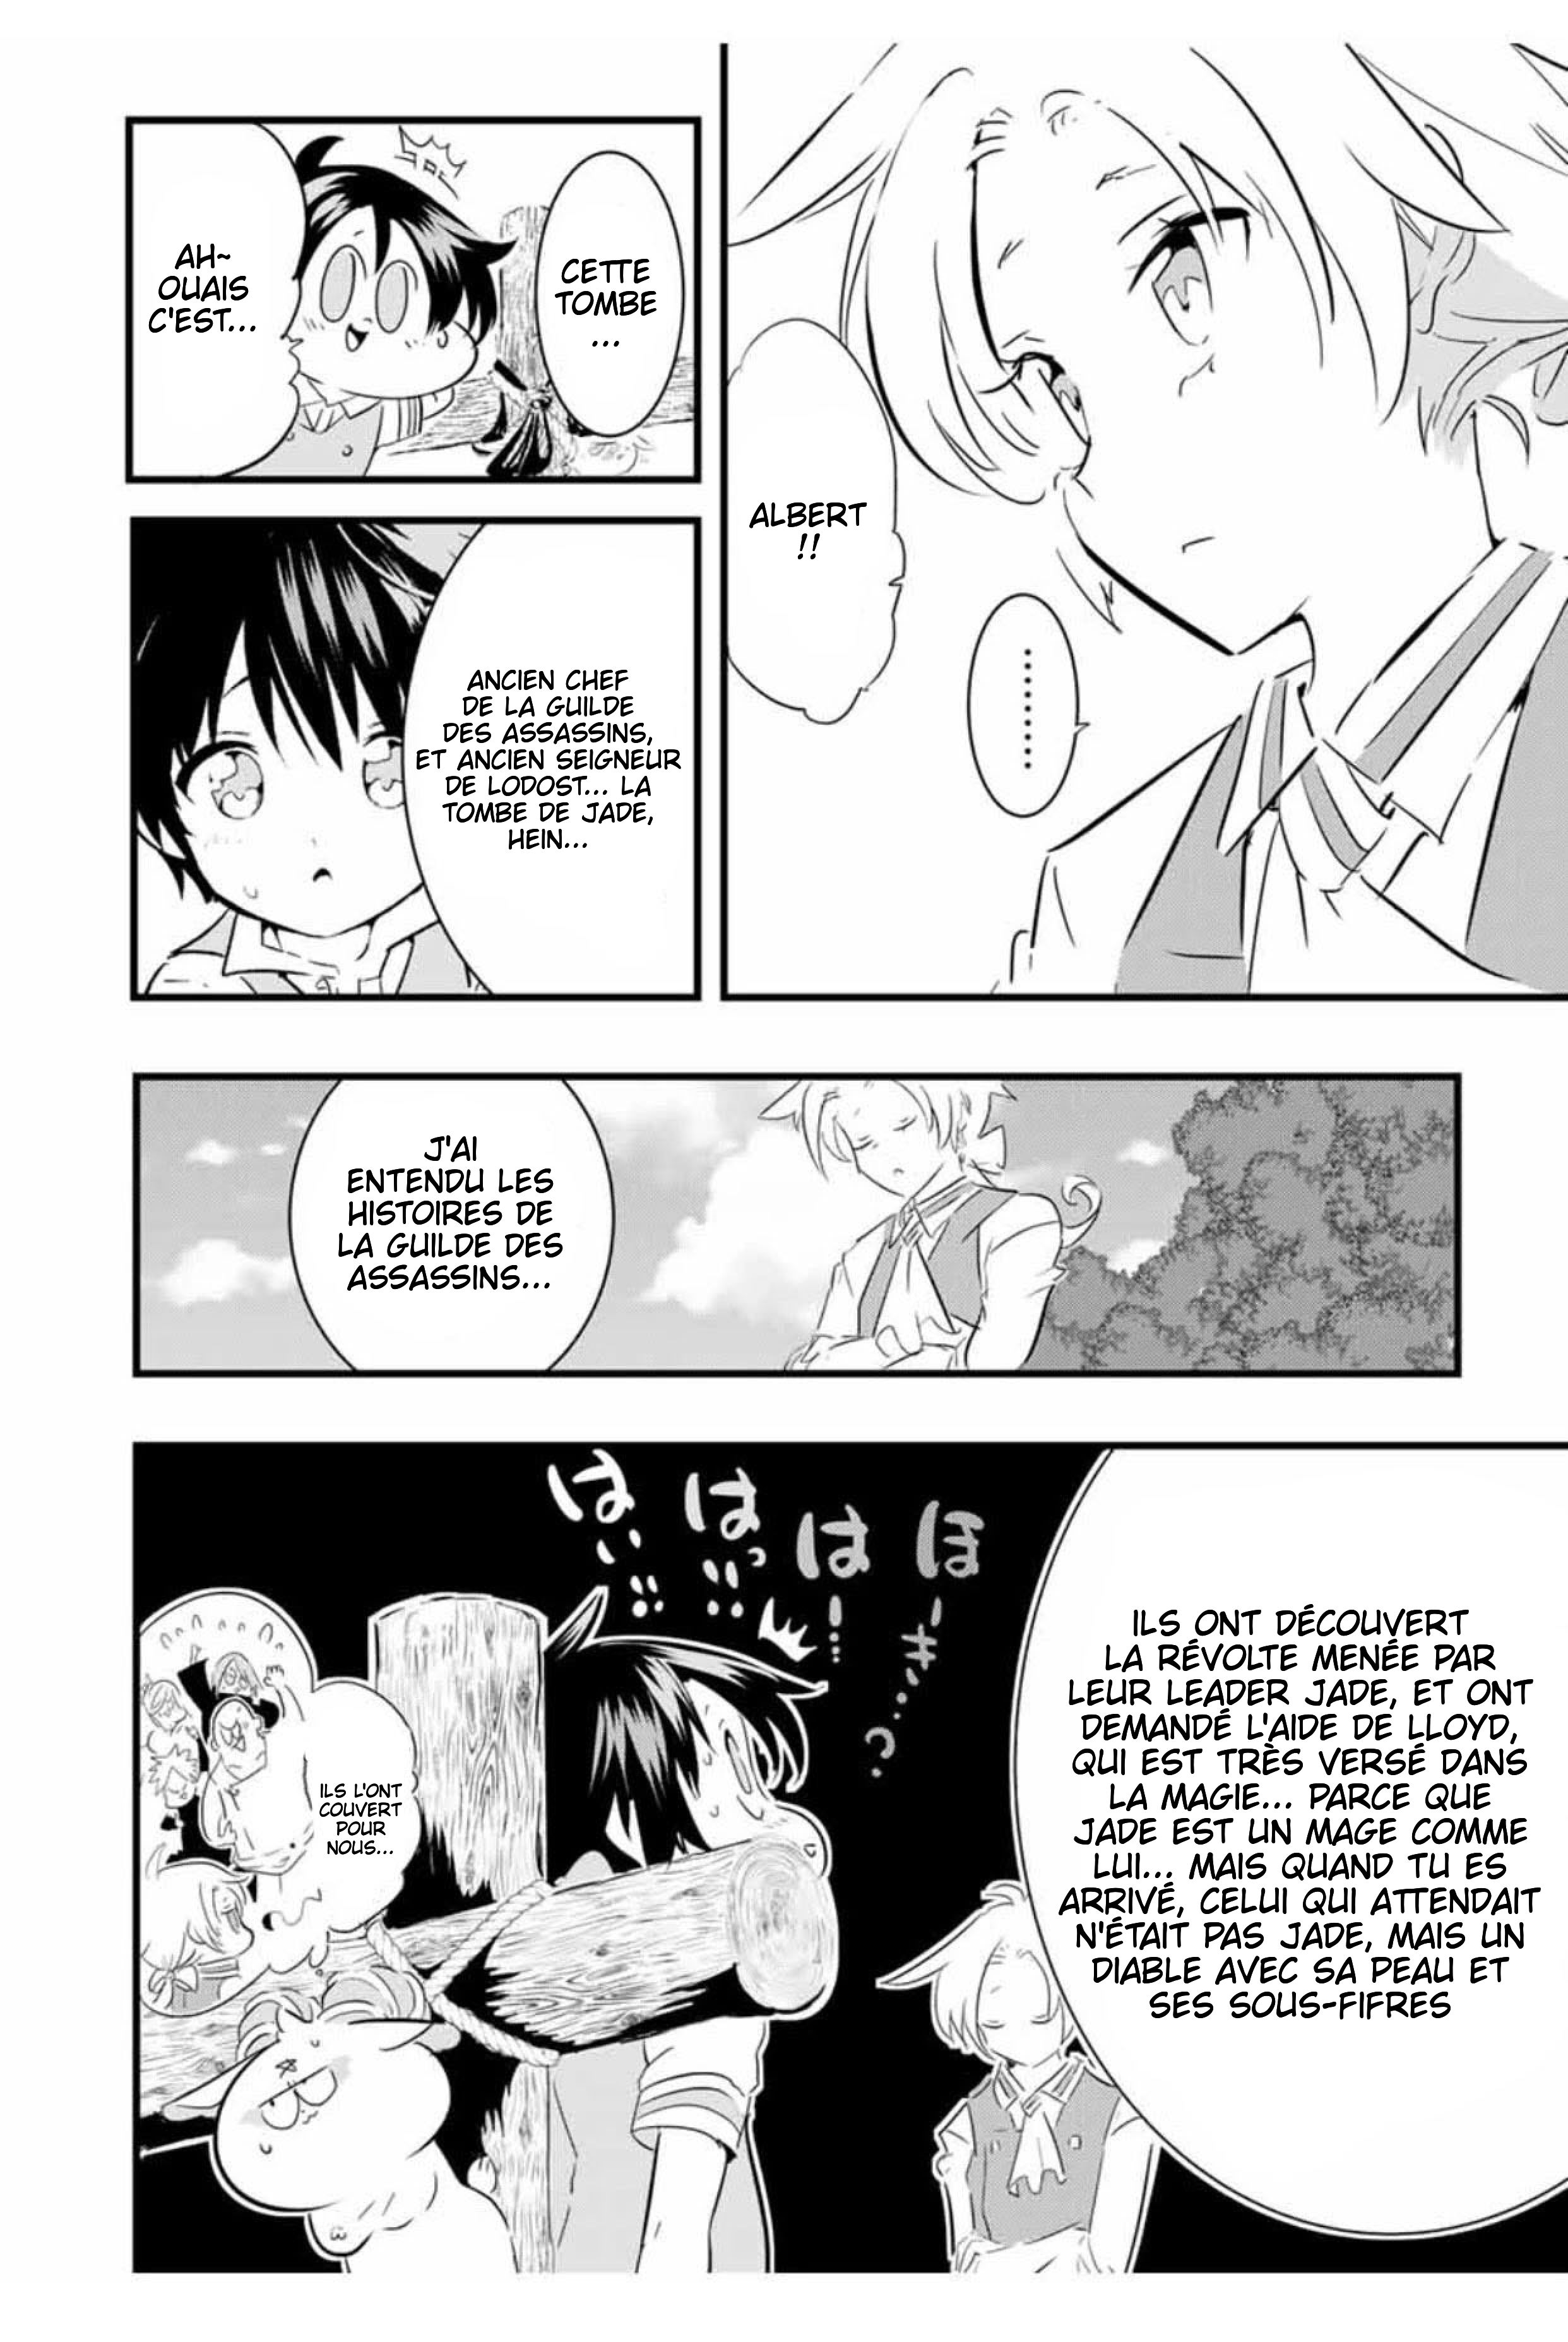 ALBERT
!!
.........
CETTE
TOMBE
...
AH~
OUAIS
C'EST...
ANCIEN CHEF
DE LA GUILDE
DES ASSASSINS,
ET ANCIEN SEIGNEUR
DE LODOST... LA
TOMBE DE JADE,
HEIN...
J'AI
ENTENDU LES
HISTOIRES DE
LA GUILDE DES
ASSASSINS...
ILS ONT DÉCOUVERT
LA RÉVOLTE MENÉE PAR
LEUR LEADER JADE, ET ONT
DEMANDÉ L'AIDE DE LLOYD,
QUI EST TRÈS VERSÉ DANS
LA MAGIE... PARCE QUE
JADE EST UN MAGE COMME
LUI... MAIS QUAND TU ES
ARRIVÉ, CELUI QUI ATTENDAIT
N'ÉTAIT PAS JADE, MAIS UN
DIABLE AVEC SA PEAU ET
SES SOUS-FIFRES
ほーき…?
はー…
はっ…
はい…
ILS L'ONT
COUVERT
POUR
NOUS...